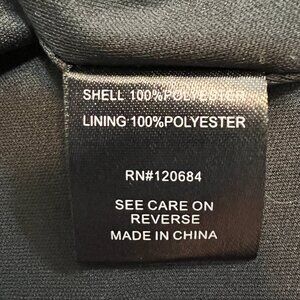 SHELL 100%POLYESTER
LINING 100%POLYESTER
RN#120684
SEE CARE ON
REVERSE
MADE IN CHINA